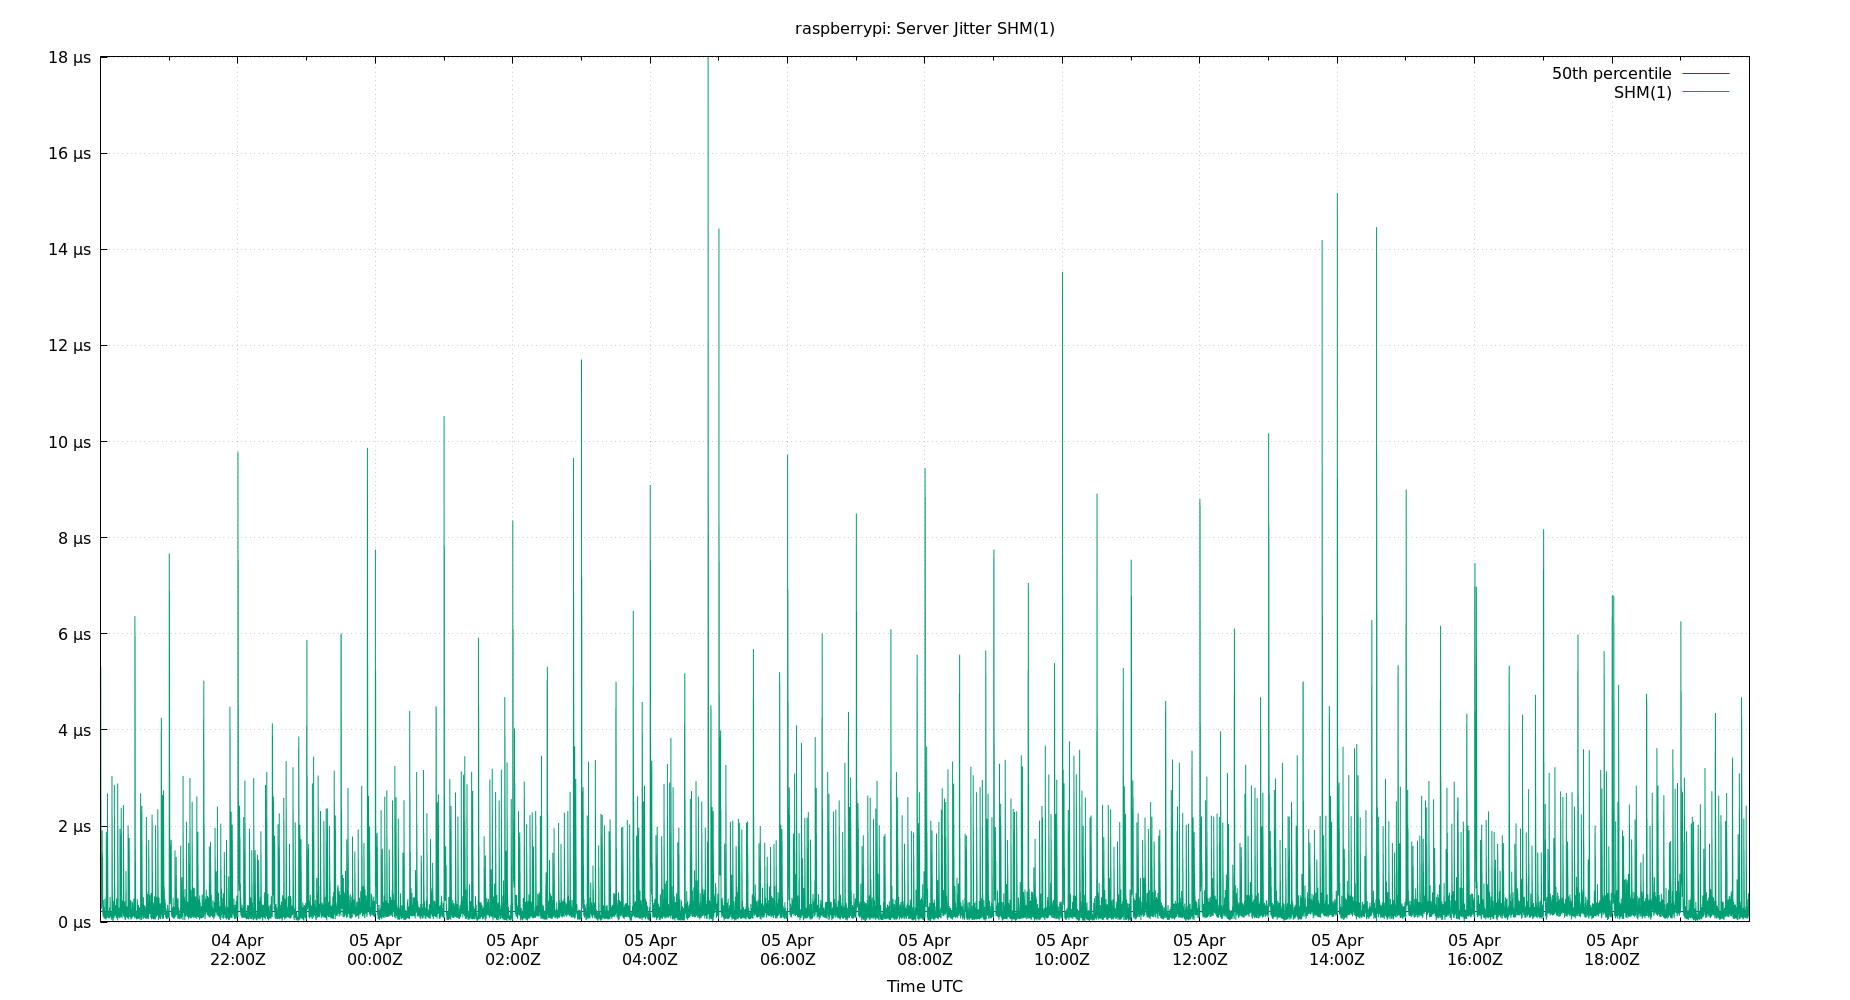 raspberrypi: Server Jitter SHM(1)
18 µs
16 µs
14 µs
12 µs
10 µs
8 µs
6 µs
4 µs
2 µs
0 µs
50th percentile
SHM(1)
04 Apr 05 Apr 05 Apr 05 Apr 05 Apr 05 Apr 05 Apr 05 Apr 05 Apr 05 Apr 05 Apr
22:00Z 00:00Z 02:00Z 04:00Z 06:00Z 08:00Z 10:00Z 12:00Z 14:00Z 16:00Z 18:00Z
Time UTC